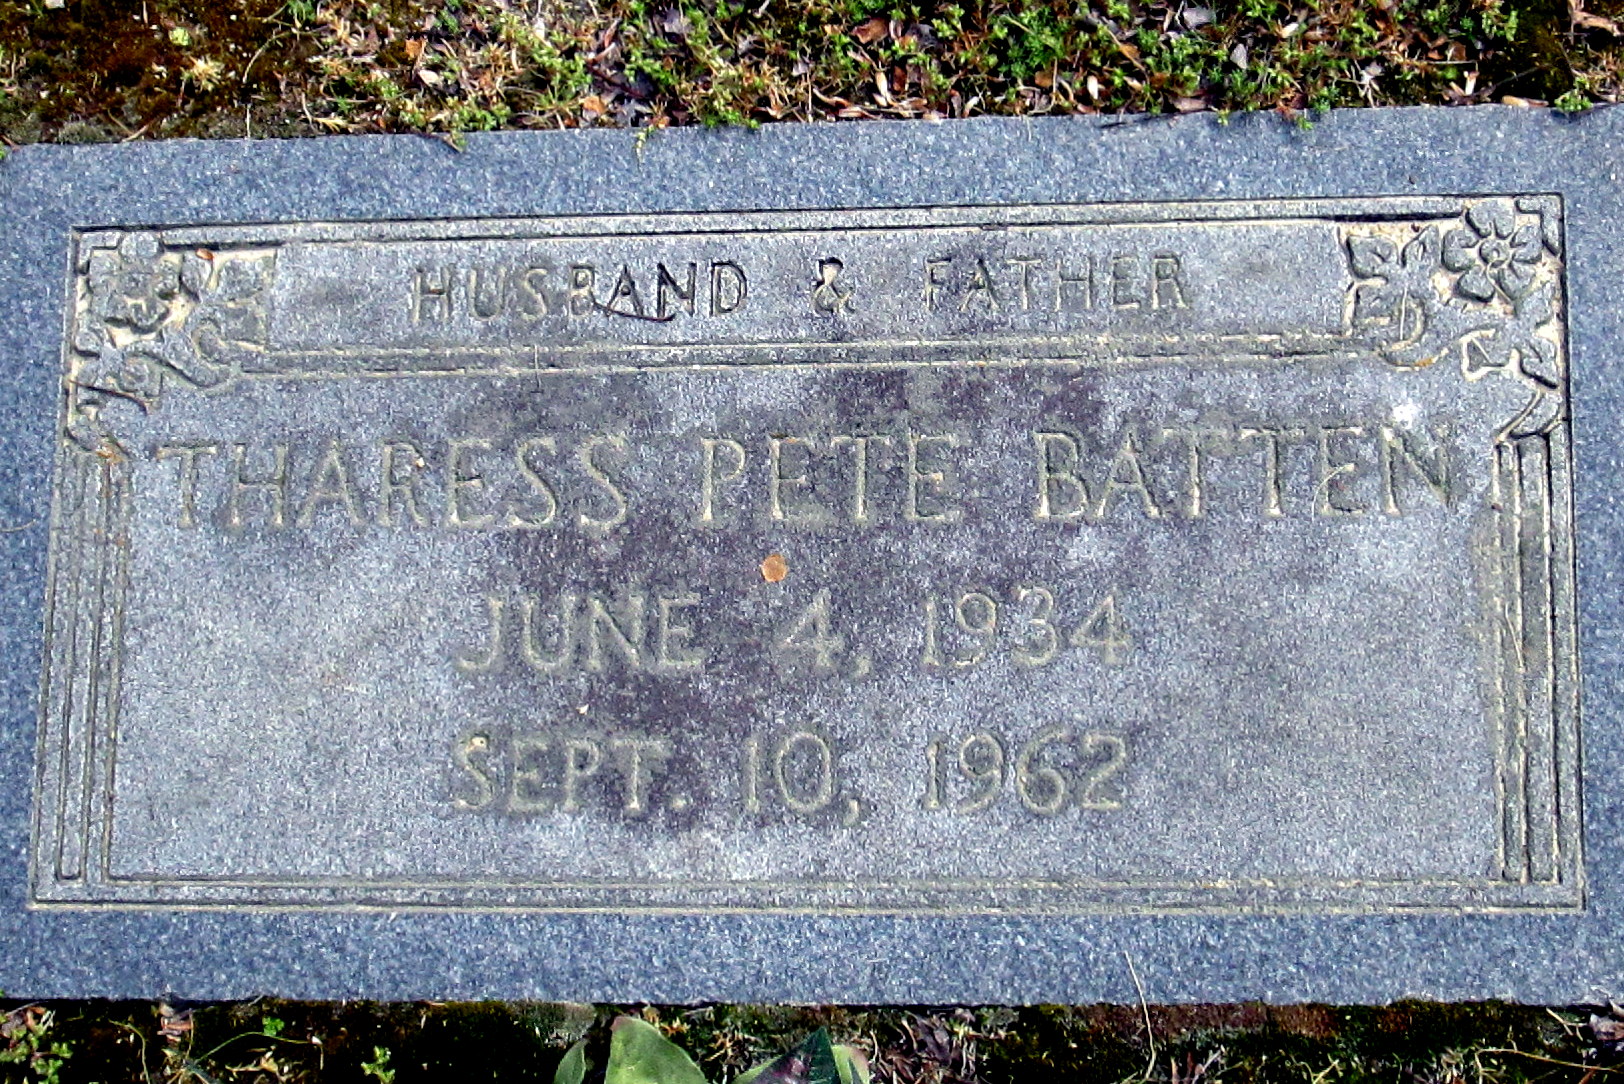 HUSBAND & FATHER
THARESS PETE BATTEN
JUNE 4, 1934
SEPT. 10, 1962